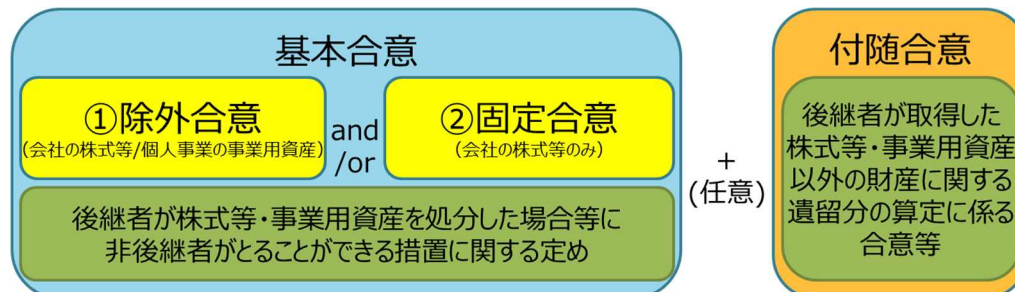 基本合意
①除外合意
(会社の株式等/個人事業の事業用資産)
and
/or
②固定合意
(会社の株式等のみ)
後継者が株式等・事業用資産を処分した場合等に
非後継者がとることができる措置に関する定め
+
(任意)
付随合意
後継者が取得した
株式等・事業用資産
以外の財産に関する
遺留分の算定に係る
合意等